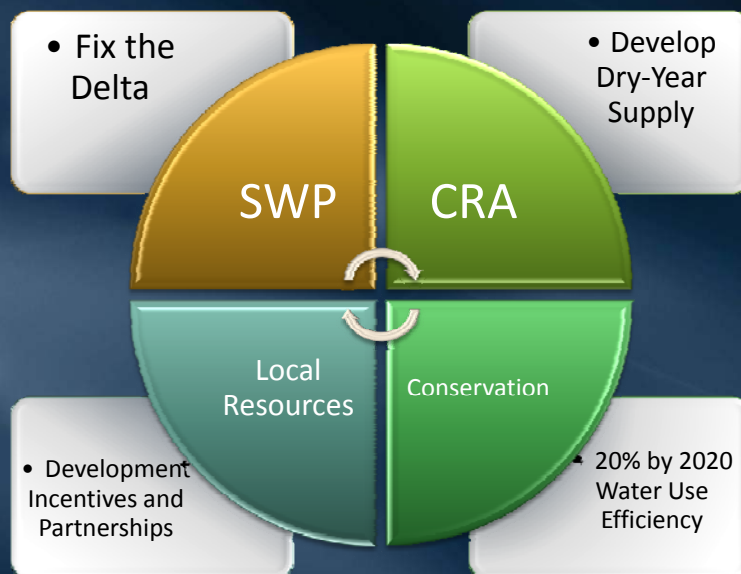 • Fix the
Delta
• Develop
Dry-Year
Supply
SWP
CRA
Local
Resources
Conservation
• Development
Incentives and
Partnerships
• 20% by 2020
Water Use
Efficiency